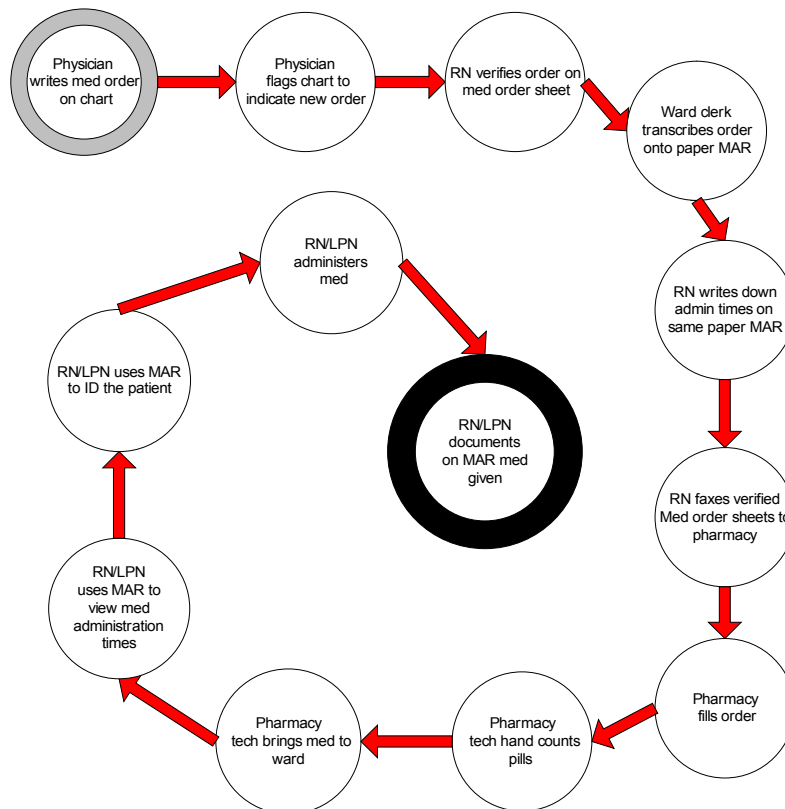 Physician
writes med order
on chart
Physician
flags chart to
indicate new order
RN verifies order on
med order sheet
Ward clerk
transcribes order
onto paper MAR
RN writes down
admin times on
same paper MAR
RN faxes verified
Med order sheets to
pharmacy
Pharmacy
fills order
Pharmacy
tech hand counts
pills
Pharmacy
tech brings med to
ward
RN/LPN
uses MAR to
view med
administration
times
RN/LPN uses MAR
to ID the patient
RN/LPN
administers
med
RN/LPN
documents
on MAR med
given